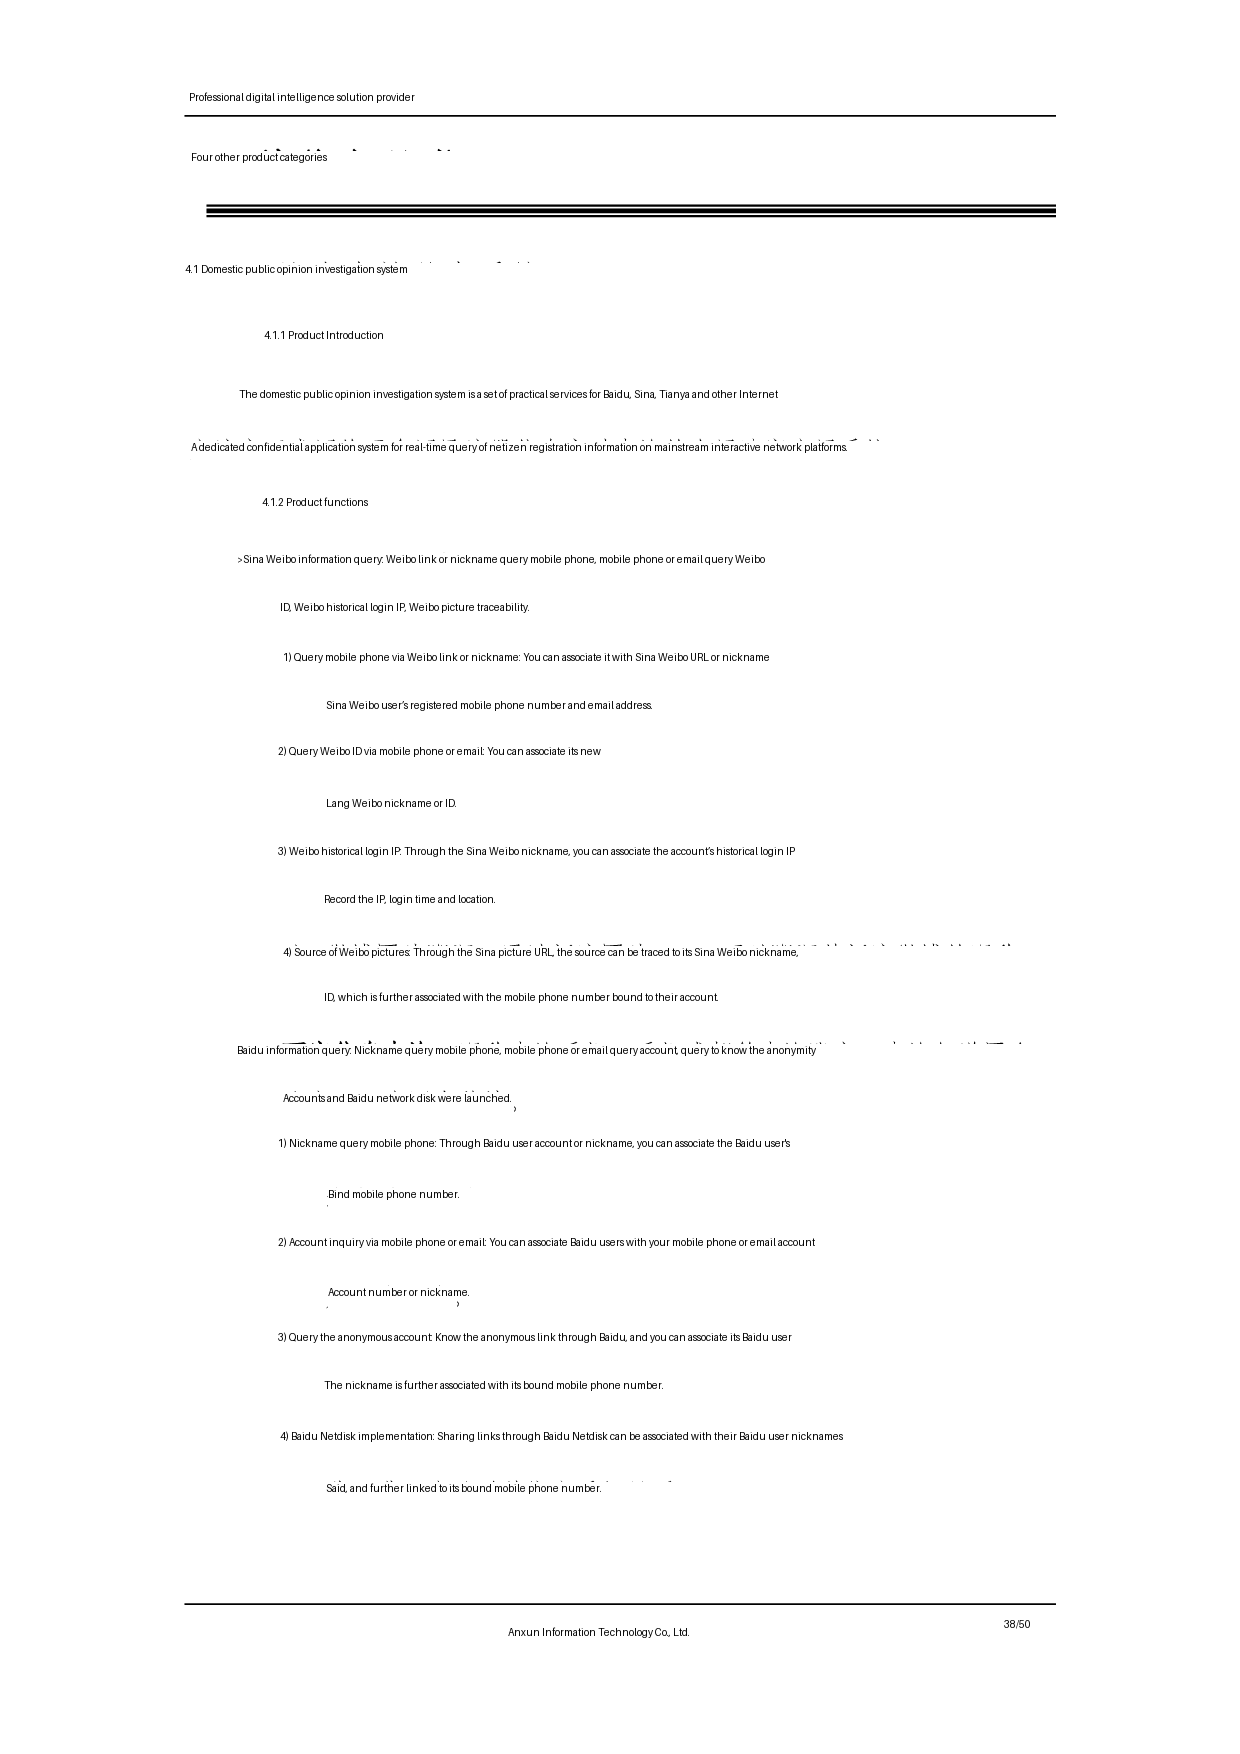 Professional digital intelligence solution provider
Four other product categories
4.1 Domestic public opinion investigation system
4.1.1 Product Introduction
The domestic public opinion investigation system is a set of practical services for Baidu, Sina, Tianya and other Internet
A dedicated confidential application system for real-time query of netizen registration information on mainstream interactive network platforms.
4.1.2 Product functions
>Sina Weibo information query: Weibo link or nickname query mobile phone, mobile phone or email query Weibo
ID, Weibo historical login IP, Weibo picture traceability.
1) Query mobile phone via Weibo link or nickname: You can associate it with Sina Weibo URL or nickname
Sina Weibo user's registered mobile phone number and email address.
2) Query Weibo ID via mobile phone or email: You can associate its new
Lang Weibo nickname or ID.
3) Weibo historical login IP: Through the Sina Weibo nickname, you can associate the account's historical login IP
Record the IP, login time and location.
4) Source of Weibo pictures: Through the Sina picture URL, the source can be traced to its Sina Weibo nickname,
ID, which is further associated with the mobile phone number bound to their account.
Baidu information query: Nickname query mobile phone, mobile phone or email query account, query to know the anonymity
Accounts and Baidu network disk were launched.
1) Nickname query mobile phone: Through Baidu user account or nickname, you can associate the Baidu user's
Bind mobile phone number.
2) Account inquiry via mobile phone or email: You can associate Baidu users with your mobile phone or email account
Account number or nickname.
3) Query the anonymous account: Know the anonymous link through Baidu, and you can associate its Baidu user
The nickname is further associated with its bound mobile phone number.
4) Baidu Netdisk implementation: Sharing links through Baidu Netdisk can be associated with their Baidu user nicknames
Said, and further linked to its bound mobile phone number.
Anxun Information Technology Co., Ltd.
38/50